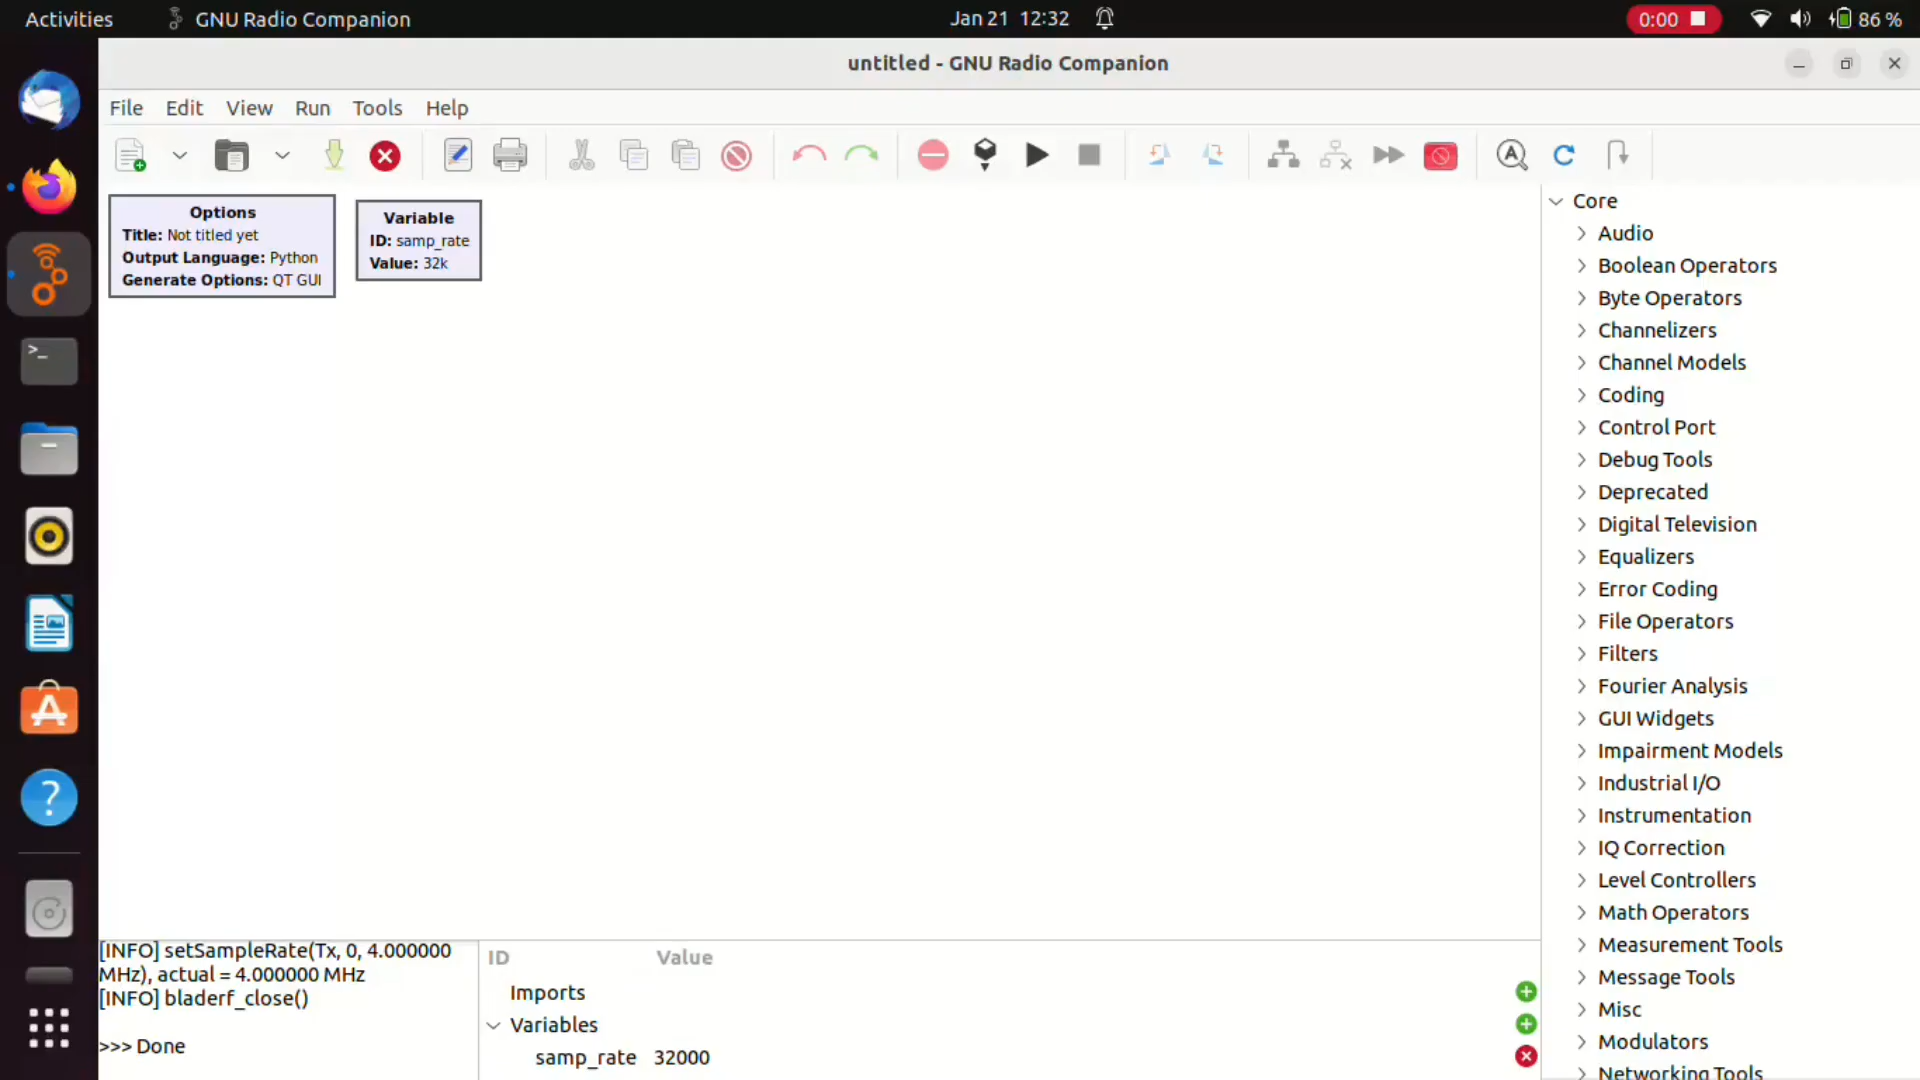 Activities
GNU Radio Companion
Jan 21 12:32
0:00
86 %
untitled - GNU Radio Companion
File Edit View Run Tools Help
Options
Title: Not titled yet
Output Language: Python
Generate Options: QT GUI
Variable
ID: samp_rate
Value: 32k
Core
Audio
Boolean Operators
Byte Operators
Channelizers
Channel Models
Coding
Control Port
Debug Tools
Deprecated
Digital Television
Equalizers
Error Coding
File Operators
Filters
Fourier Analysis
GUI Widgets
Impairment Models
Industrial I/O
Instrumentation
IQ Correction
Level Controllers
Math Operators
Measurement Tools
Message Tools
Misc
Modulators
Networking Tools
[INFO] setSampleRate(Tx, 0, 4.000000
MHz), actual = 4.000000 MHz
[INFO] bladerf_close()
>>> Done
ID Value
Imports
Variables
samp_rate 32000